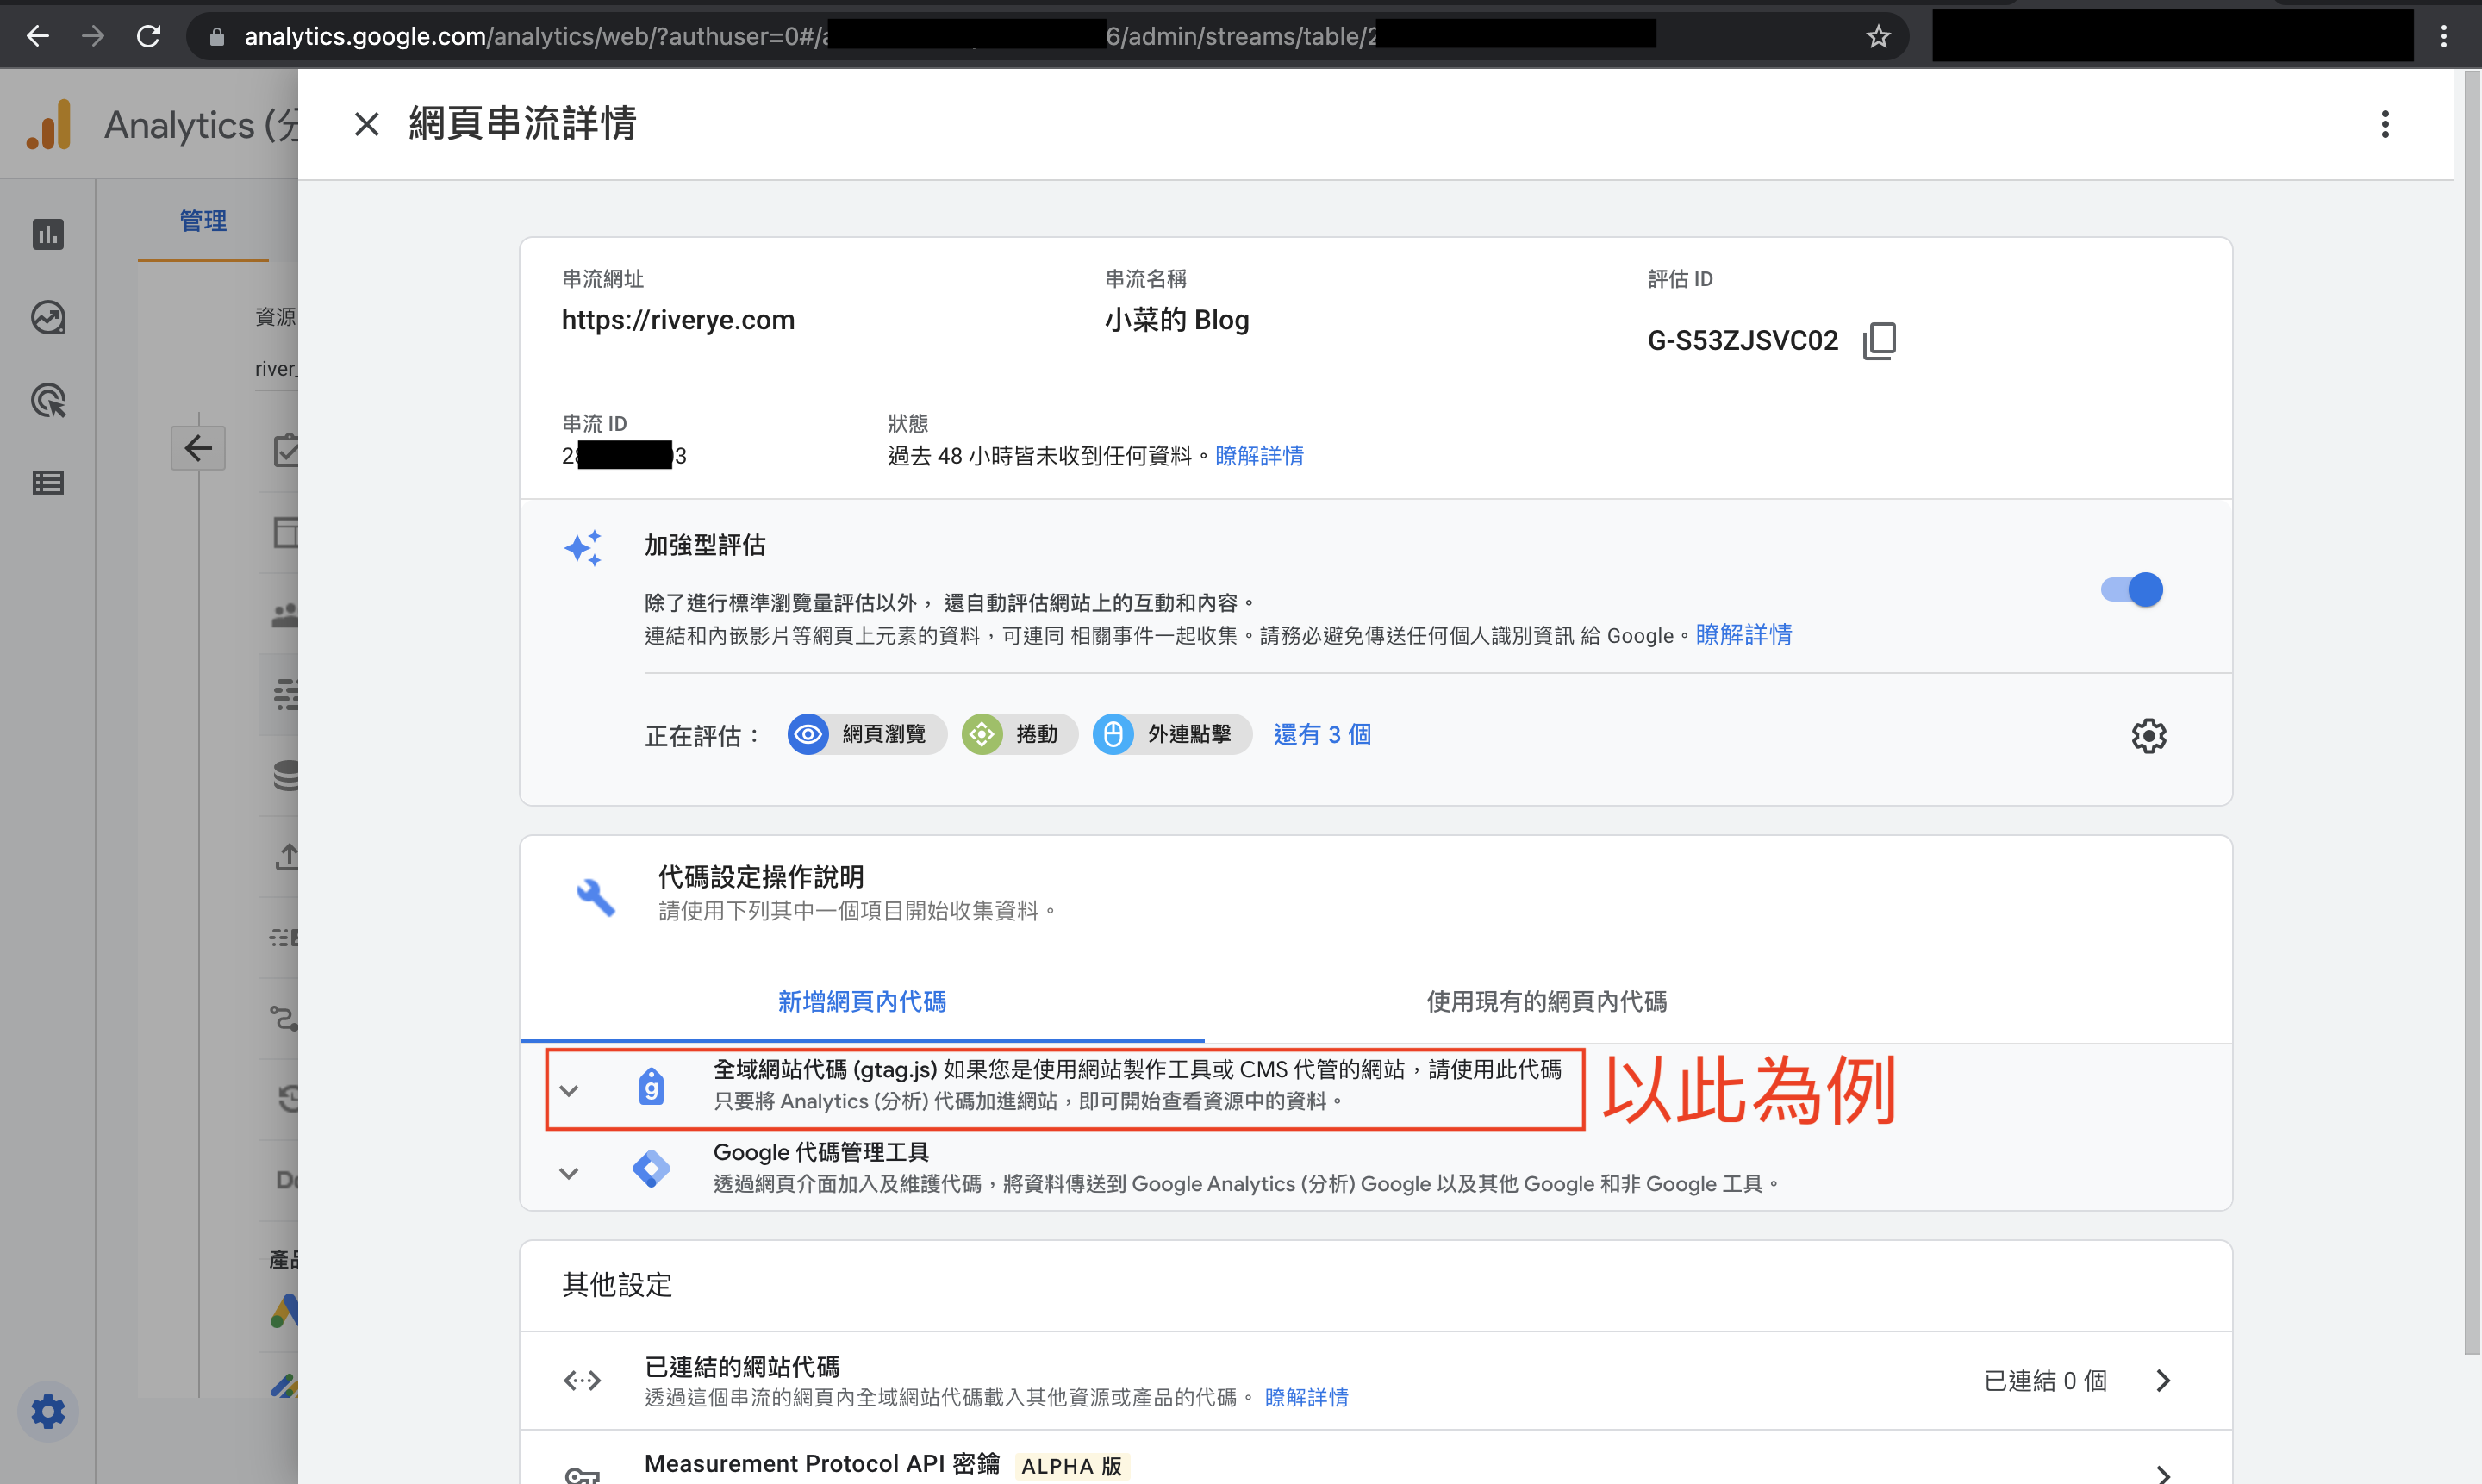 analytics.google.com/analytics/web/?authuser=0#/a 6/admin/streams/table/2
Analytics (分
網頁串流詳情
管理
資源
river_
產品
串流網址
串流名稱
評估 ID
https://riverye.com
小菜的 Blog
G-S53ZJSVC02
串流 ID
狀態
過去 48 小時皆未收到任何資料。瞭解詳情
加強型評估
除了進行標準瀏覽量評估以外， 還自動評估網站上的互動和內容。
連結和內嵌影片等網頁上元素的資料，可連同 相關事件一起收集。請務必避免傳送任何個人識別資訊 給 Google。瞭解詳情
正在評估： 網頁瀏覽 捲動 外連點擊 還有 3 個
代碼設定操作說明
請使用下列其中一個項目開始收集資料。
新增網頁內代碼
使用現有的網頁內代碼
全域網站代碼 (gtag.js) 如果您是使用網站製作工具或 CMS 代管的網站，請使用此代碼
只要將 Analytics (分析) 代碼加進網站，即可開始查看資源中的資料。
以此為例
Google 代碼管理工具
透過網頁介面加入及維護代碼，將資料傳送到 Google Analytics (分析) Google 以及其他 Google 和非 Google 工具。
其他設定
已連結的網站代碼
透過這個串流的網頁內全域網站代碼載入其他資源或產品的代碼。 瞭解詳情
已連結 0 個
Measurement Protocol API 密鑰 ALPHA 版